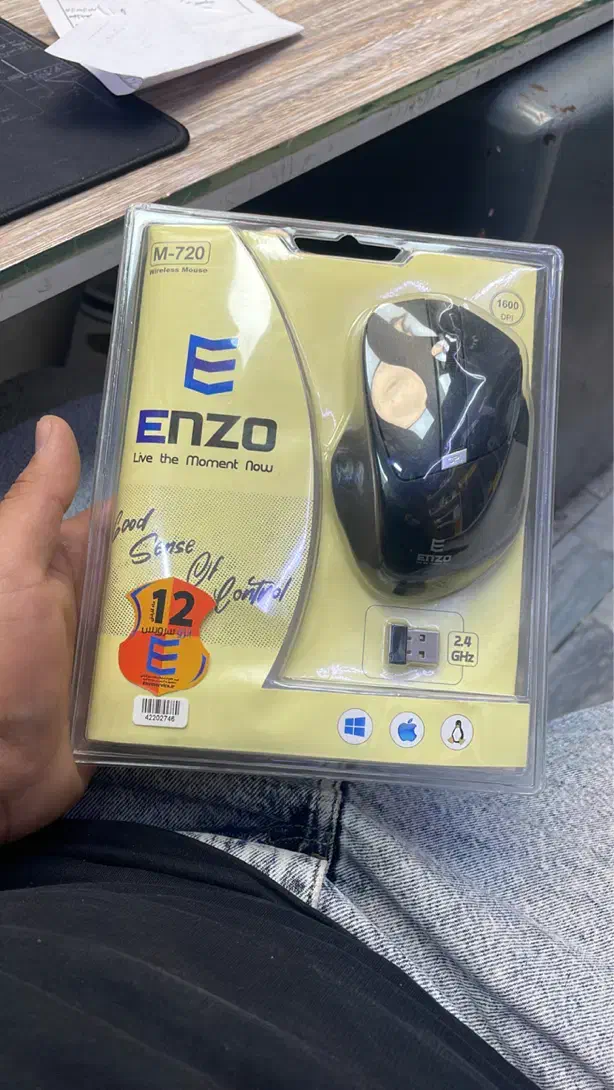 M-720
Wireless Mouse
1600
DPI
ENZO
Live the Moment Now
Good
Sense
Of
Control
ENZO
12
2.4
GHz
42202746